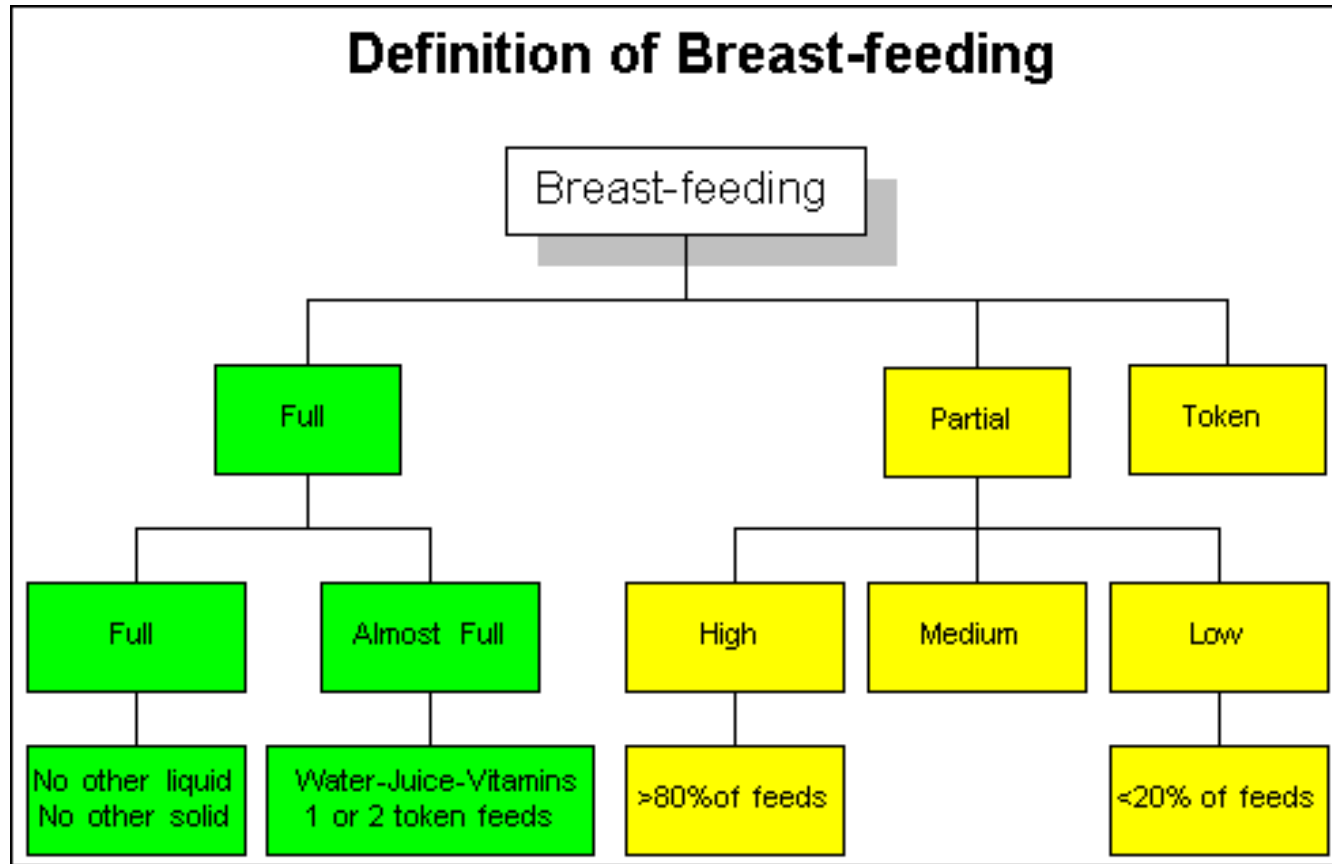 Definition of Breast-feeding
Breast-feeding
Full
Partial
Token
Full
Almost Full
High
Medium
Low
No other liquid
No other solid
Water-Juice-Vitamins
1 or 2 token feeds
>80%of feeds
<20% of feeds